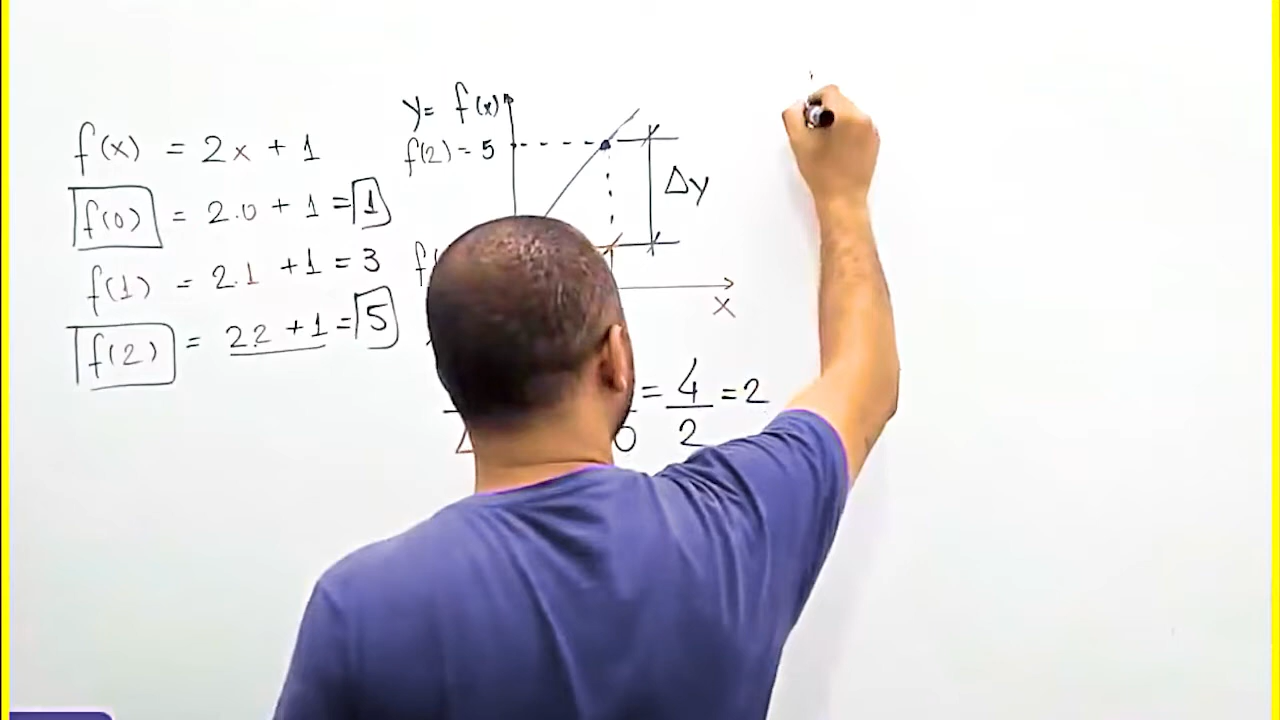 f(x) = 2x + 1
f(0) = 2.0 + 1 = 1
f(1) = 2.1 + 1 = 3
f(2) = 2.2 + 1 = 5
y = f(x)
f(2) = 5
Δy
x
= 4/2 = 2